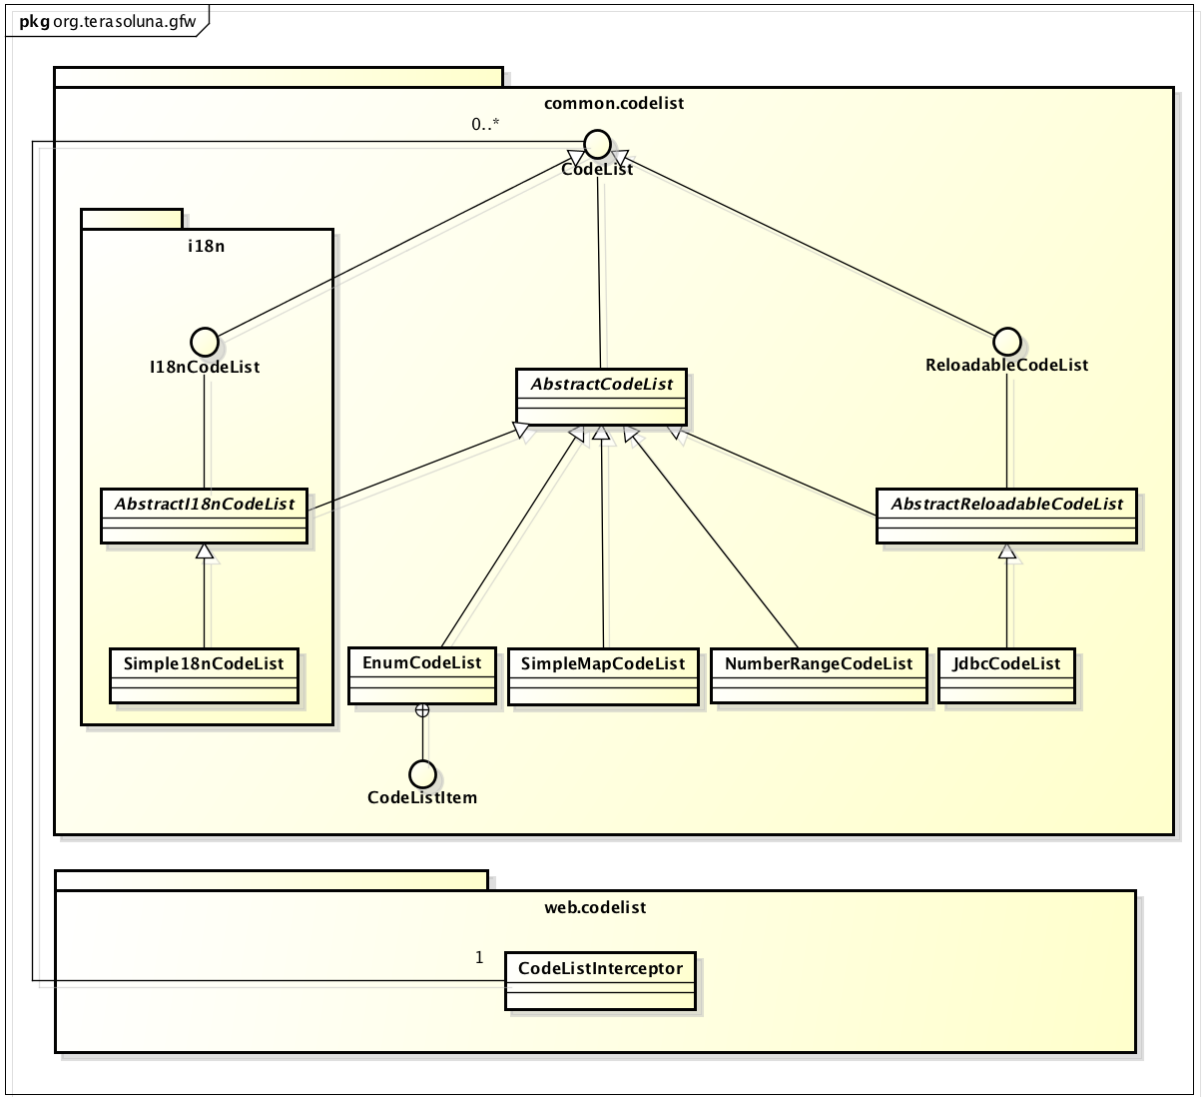 pkg org.terasoluna.gfw
common.codelist
0..*
CodeList
i18n
I18nCodeList
ReloadableCodeList
AbstractCodeList
AbstractI18nCodeList
AbstractReloadableCodeList
Simple18nCodeList
EnumCodeList
SimpleMapCodeList
NumberRangeCodeList
JdbcCodeList
CodeListItem
web.codelist
1
CodeListInterceptor